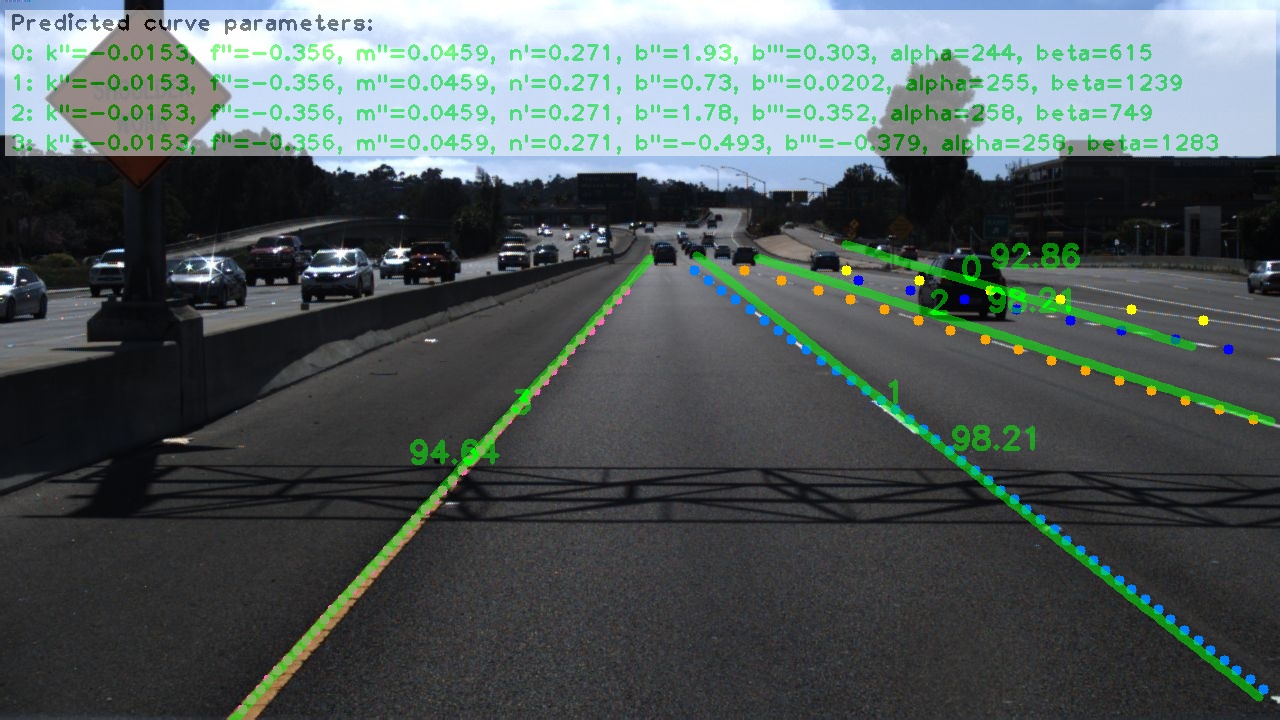 Predicted curve parameters:
0: k''=-0.0153, f''=-0.356, m''=0.0459, n'=0.271, b''=1.93, b'''=0.303, alpha=244, beta=615
1: k''=-0.0153, f''=-0.356, m''=0.0459, n'=0.271, b''=0.73, b'''=0.0202, alpha=255, beta=1239
2: k''=-0.0153, f''=-0.356, m''=0.0459, n'=0.271, b''=1.78, b'''=0.352, alpha=258, beta=749
3: k''=-0.0153, f''=-0.356, m''=0.0459, n'=0.271, b''=-0.493, b'''=-0.379, alpha=258, beta=1283
0 92.86
2 98.21
3
1
94.64
98.21